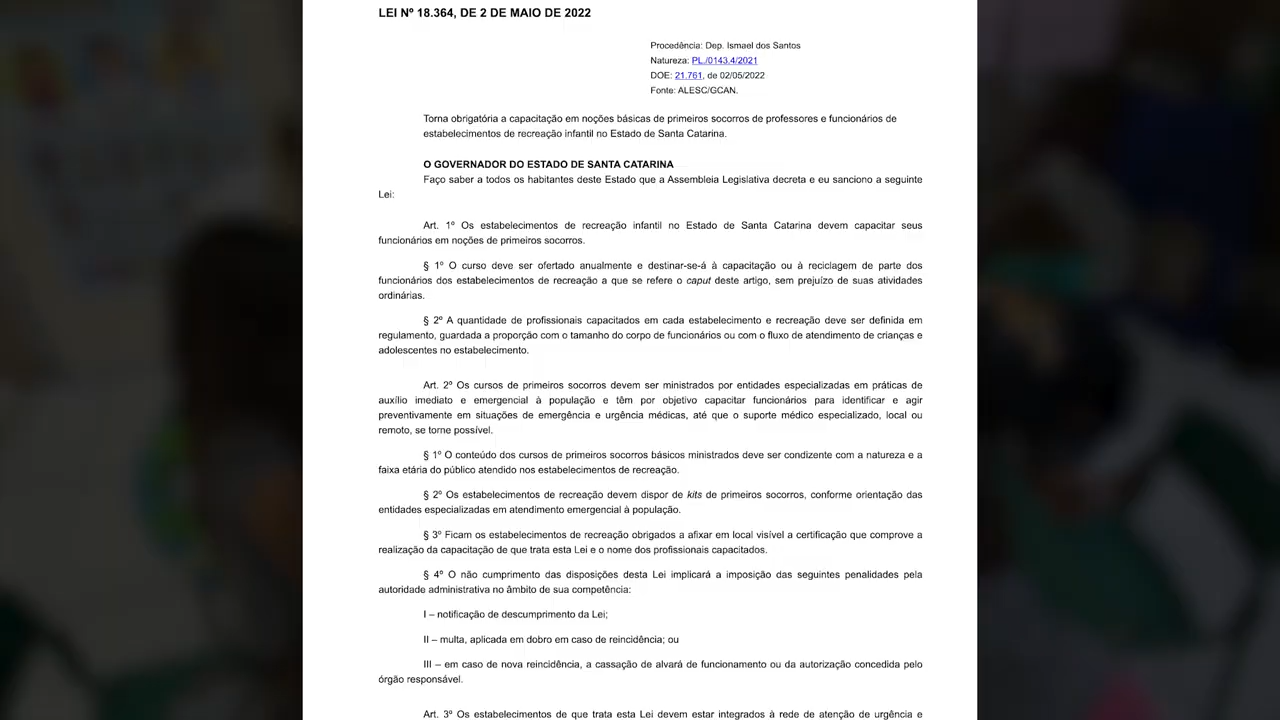 LEI Nº 18.364, DE 2 DE MAIO DE 2022
Procedência: Dep. Ismael dos Santos
Natureza: PL./0143.4/2021
DOE: 21.761, de 02/05/2022
Fonte: ALESC/GCAN.
Torna obrigatória a capacitação em noções básicas de primeiros socorros de professores e funcionários de
estabelecimentos de recreação infantil no Estado de Santa Catarina.
O GOVERNADOR DO ESTADO DE SANTA CATARINA
Faço saber a todos os habitantes deste Estado que a Assembleia Legislativa decreta e eu sanciono a seguinte
Lei:
Art. 1º Os estabelecimentos de recreação infantil no Estado de Santa Catarina devem capacitar seus
funcionários em noções de primeiros socorros.
§ 1º O curso deve ser ofertado anualmente e destinar-se-á à capacitação ou à reciclagem de parte dos
funcionários dos estabelecimentos de recreação a que se refere o caput deste artigo, sem prejuízo de suas atividades
ordinárias.
§ 2º A quantidade de profissionais capacitados em cada estabelecimento e recreação deve ser definida em
regulamento, guardada a proporção com o tamanho do corpo de funcionários ou com o fluxo de atendimento de crianças e
adolescentes no estabelecimento.
Art. 2º Os cursos de primeiros socorros devem ser ministrados por entidades especializadas em práticas de
auxílio imediato e emergencial à população e têm por objetivo capacitar funcionários para identificar e agir
preventivamente em situações de emergência e urgência médicas, até que o suporte médico especializado, local ou
remoto, se torne possível.
§ 1º O conteúdo dos cursos de primeiros socorros básicos ministrados deve ser condizente com a natureza e a
faixa etária do público atendido nos estabelecimentos de recreação.
§ 2º Os estabelecimentos de recreação devem dispor de kits de primeiros socorros, conforme orientação das
entidades especializadas em atendimento emergencial à população.
§ 3º Ficam os estabelecimentos de recreação obrigados a afixar em local visível a certificação que comprove a
realização da capacitação de que trata esta Lei e o nome dos profissionais capacitados.
§ 4º O não cumprimento das disposições desta Lei implicará a imposição das seguintes penalidades pela
autoridade administrativa no âmbito de sua competência:
I – notificação de descumprimento da Lei;
II – multa, aplicada em dobro em caso de reincidência; ou
III – em caso de nova reincidência, a cassação de alvará de funcionamento ou da autorização concedida pelo
órgão responsável.
Art. 3º Os estabelecimentos de que trata esta Lei devem estar integrados à rede de atenção de urgência e